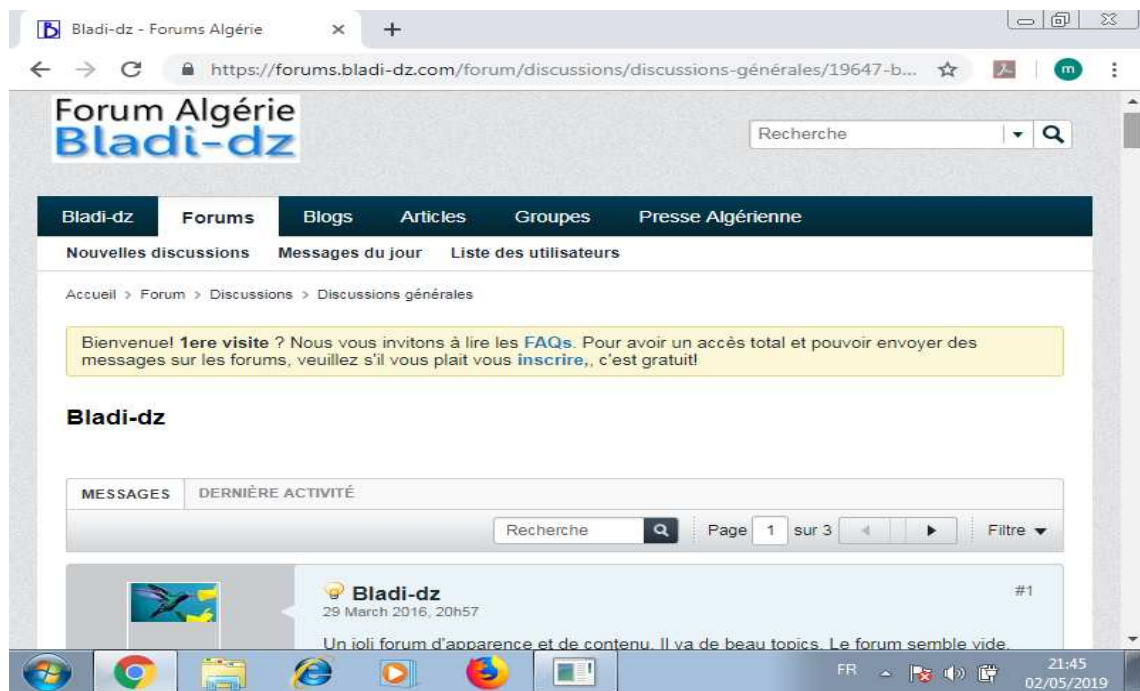 Bladi-dz - Forums Algérie
https://forums.bladi-dz.com/forum/discussions/discussions-générales/19647-b...
m
Forum Algérie
Bladi-dz
Recherche
Bladi-dz Forums Blogs Articles Groupes Presse Algérienne
Nouvelles discussions Messages du jour Liste des utilisateurs
Accueil > Forum > Discussions > Discussions générales
Bienvenue! 1ere visite ? Nous vous invitons à lire les FAQs. Pour avoir un accès total et pouvoir envoyer des
messages sur les forums, veuillez s'il vous plait vous inscrire,, c'est gratuit!
Bladi-dz
MESSAGES DERNIÈRE ACTIVITÉ
Recherche Page 1 sur 3 Filtre
Bladi-dz #1
29 March 2016, 20h57
Un joli forum d'apparence et de contenu. Il va de beau topics. Le forum semble vide.
FR 21:45
02/05/2019